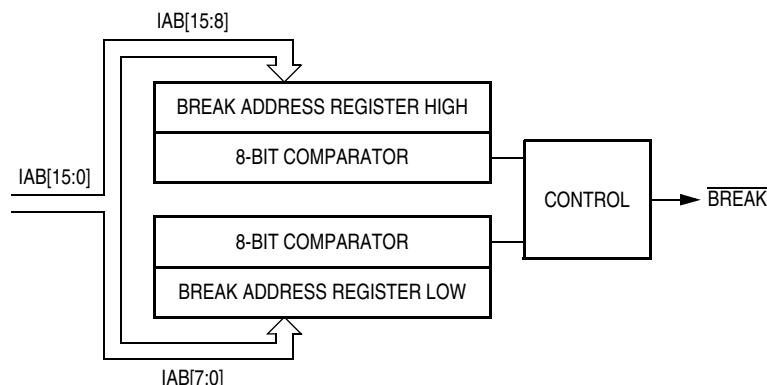 IAB[15:8]
BREAK ADDRESS REGISTER HIGH
8-BIT COMPARATOR
IAB[15:0]
CONTROL
BREAK
8-BIT COMPARATOR
BREAK ADDRESS REGISTER LOW
IAB[7:0]